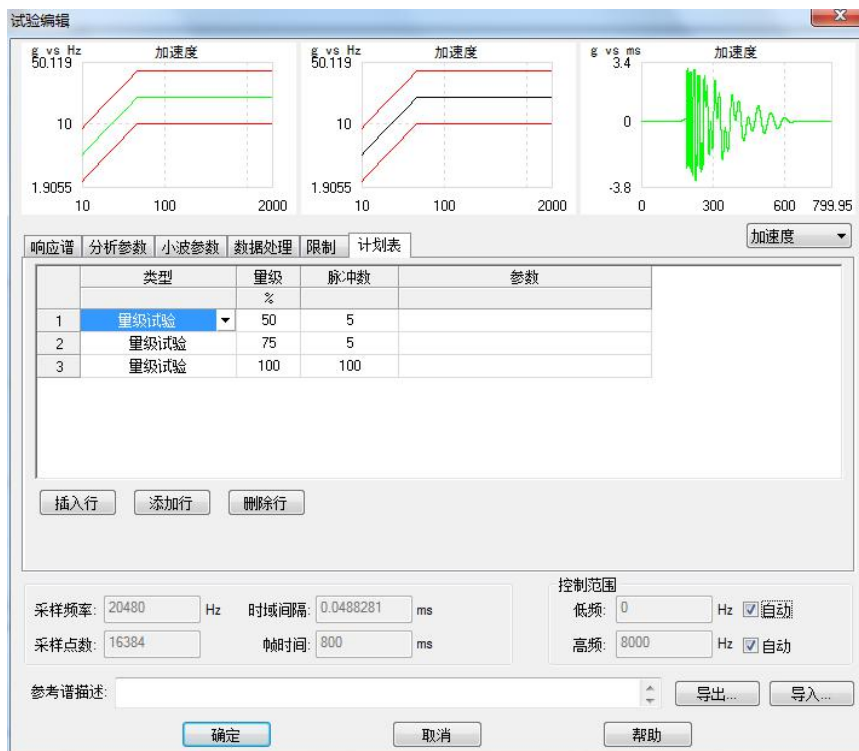 试验编辑
g vs Hz 加速度
50.119
10
1.9055
10 100 2000
g vs Hz 加速度
50.119
10
1.9055
10 100 2000
g vs ms 加速度
3.4
0
-3.8
0 300 600 799.95
加速度
响应谱 分析参数 小波参数 数据处理 限制 计划表
类型 量级 脉冲数 参数
%
1 量级试验 50 5
2 量级试验 75 5
3 量级试验 100 100
插入行 添加行 删除行
控制范围
采样频率: 20480 Hz 时域间隔: 0.0488281 ms 低频: 0 Hz 自动
采样点数: 16384 帧时间: 800 ms 高频: 8000 Hz 自动
参考谱描述: 导出... 导入...
确定 取消 帮助